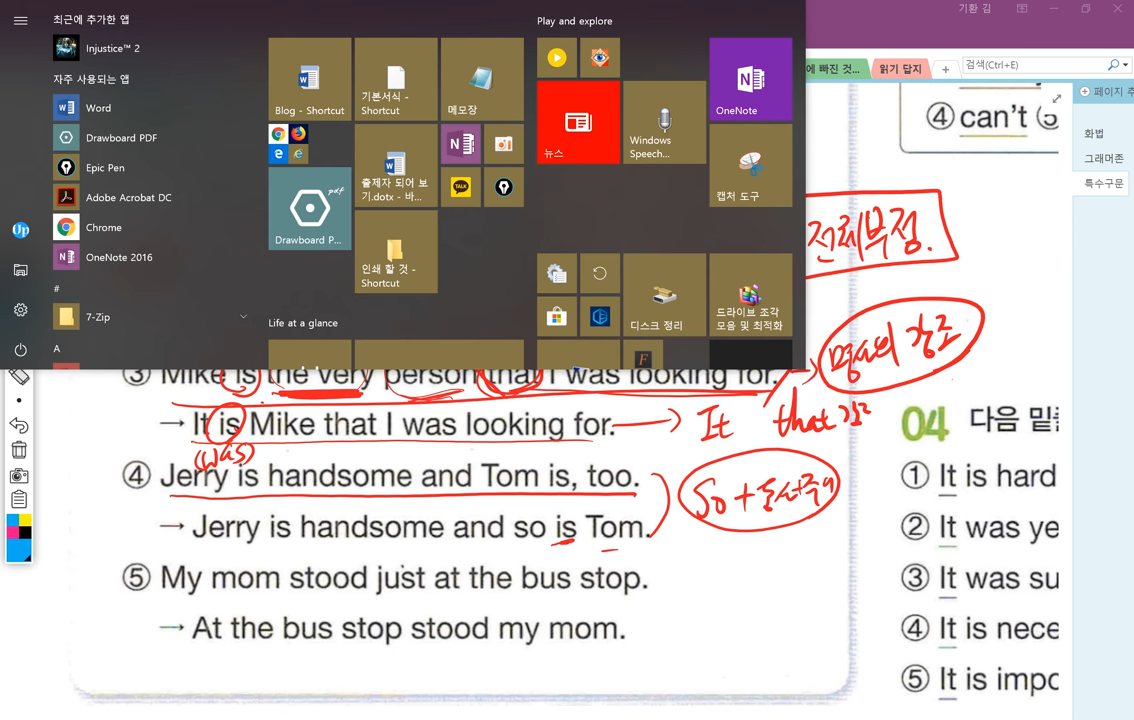 기환 김
최근에 추가한 앱
Injustice™ 2
자주 사용되는 앱
Word
Drawboard PDF
Epic Pen
Adobe Acrobat DC
Chrome
OneNote 2016
#
7-Zip
A
Blog - Shortcut
기본서식 - Shortcut
메모장
출제자 되어 보기.dotx - 바...
TALK
pdf
Drawboard P...
인쇄 할 것 - Shortcut
Life at a glance
Play and explore
OneNote
뉴스
Windows Speech...
캡처 도구
디스크 정리
드라이브 조각 모음 및 최적화
에 빠진 것...
읽기 답지
+
검색(Ctrl+E)
페이지 추
화법
그래머존
특수구문
④ can't (5
전체부정.
③ Mike is the very person that I was looking for.
명사의 강조
→ It is Mike that I was looking for.
(was)
It that 강조
④ Jerry is handsome and Tom is, too.
→ Jerry is handsome and so is Tom.
So + 동사+주어
⑤ My mom stood just at the bus stop.
→ At the bus stop stood my mom.
04 다음 밑줄
① It is hard
② It was ye
③ It was su
④ It is nece
⑤ It is impo